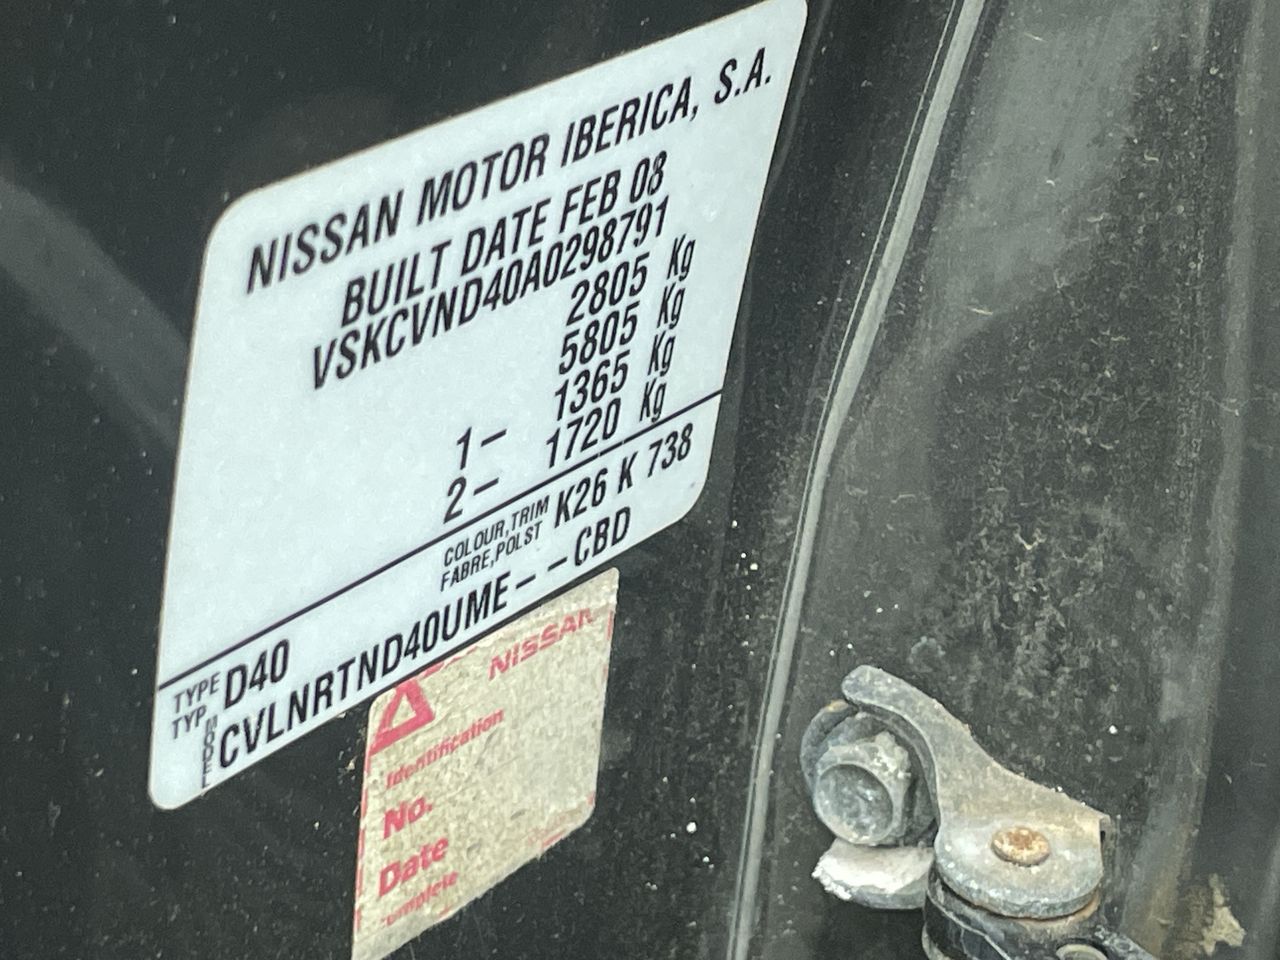 NISSAN MOTOR IBERICA, S.A.
BUILT DATE FEB 08
VSKCVND40A0298791
2805 Kg
5805 Kg
1- 1365 Kg
2- 1720 Kg
COLOUR,TRIM K26 K 738
FABRE,POLST
TYPE D40
TYP
MODEL CVLNRTND40UME--CBD
NISSAN
Identification
No.
Date